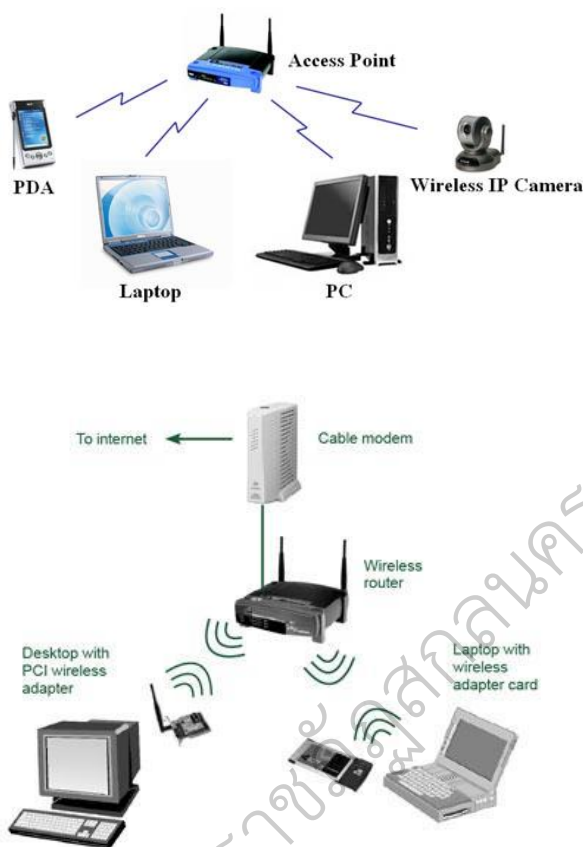 Access Point
PDA
Wireless IP Camera
Laptop
PC
To internet
Cable modem
Wireless
router
Desktop with
PCI wireless
adapter
Laptop with
wireless
adapter card